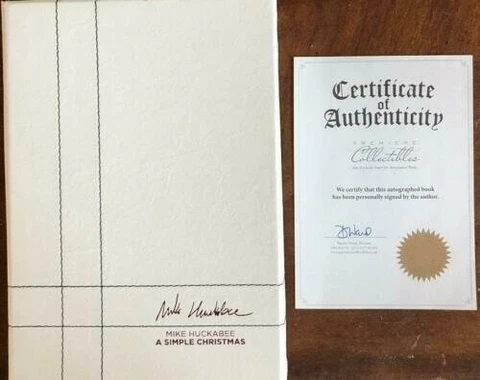 Mike Huckabee
MIKE HUCKABEE
A SIMPLE CHRISTMAS
Certificate
of
Authenticity
PREMIERE
Collectibles
We certify that this autographed book
has been personally signed by the author.